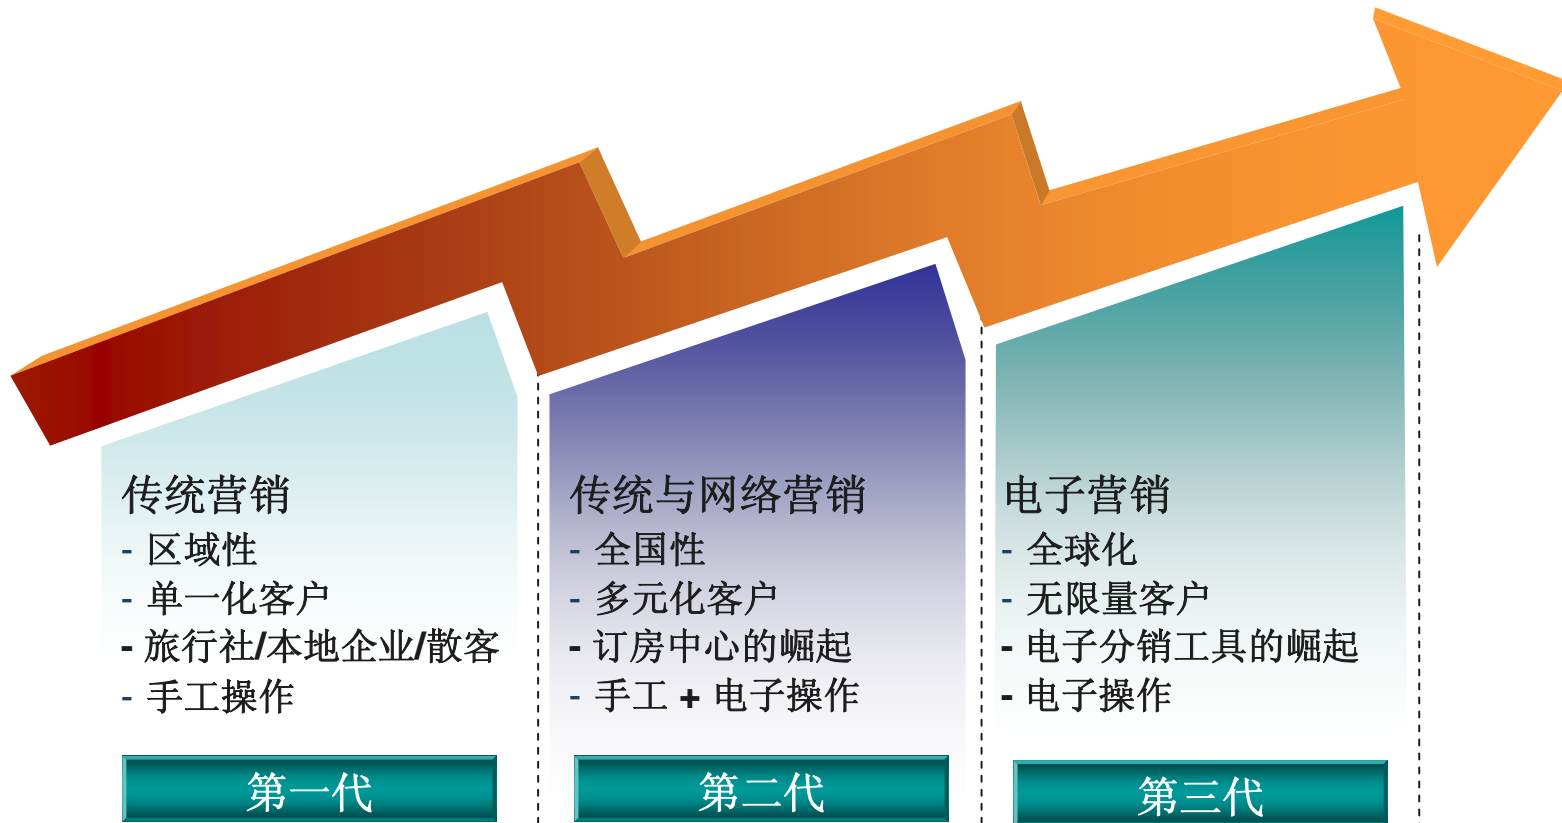 传统营销
- 区域性
- 单一化客户
- 旅行社/本地企业/散客
- 手工操作
第一代
传统与网络营销
- 全国性
- 多元化客户
- 订房中心的崛起
- 手工 + 电子操作
第二代
电子营销
- 全球化
- 无限量客户
- 电子分销工具的崛起
- 电子操作
第三代